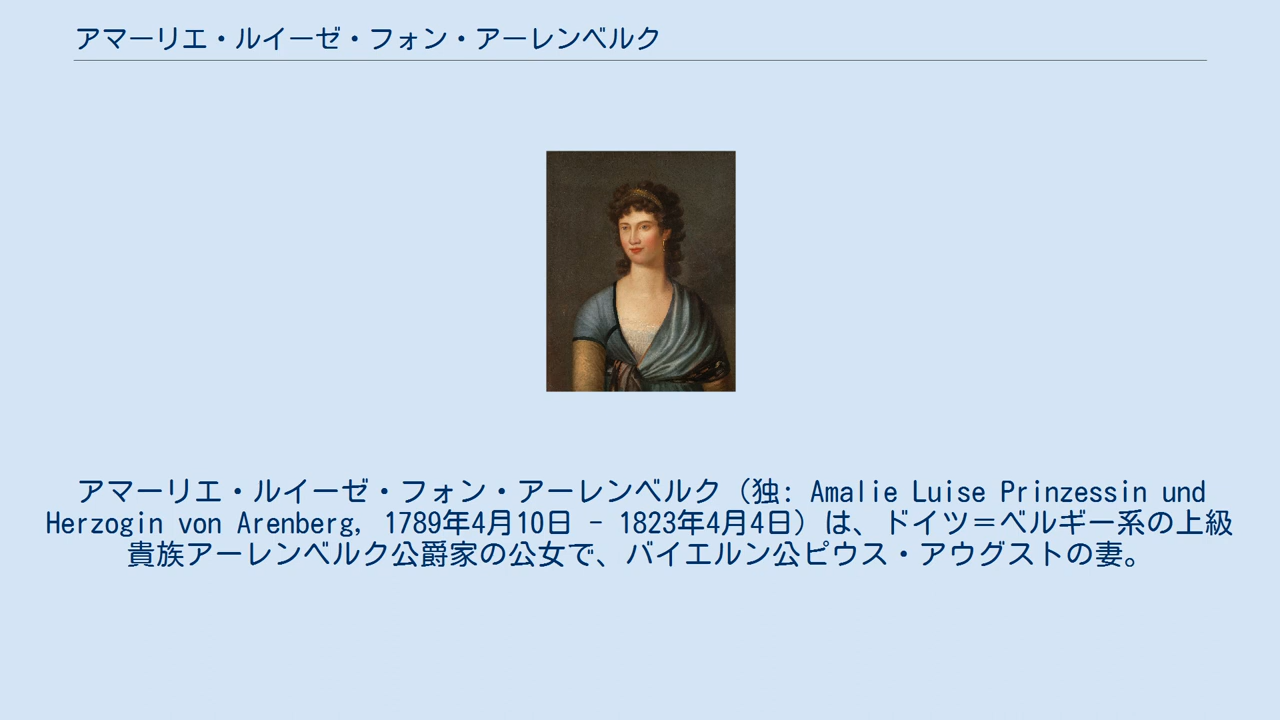 アマーリエ・ルイーゼ・フォン・アーレンベルク
アマーリエ・ルイーゼ・フォン・アーレンベルク（独: Amalie Luise Prinzessin und
Herzogin von Arenberg, 1789年4月10日 - 1823年4月4日）は、ドイツ＝ベルギー系の上級
貴族アーレンベルク公爵家の公女で、バイエルン公ピウス・アウグストの妻。